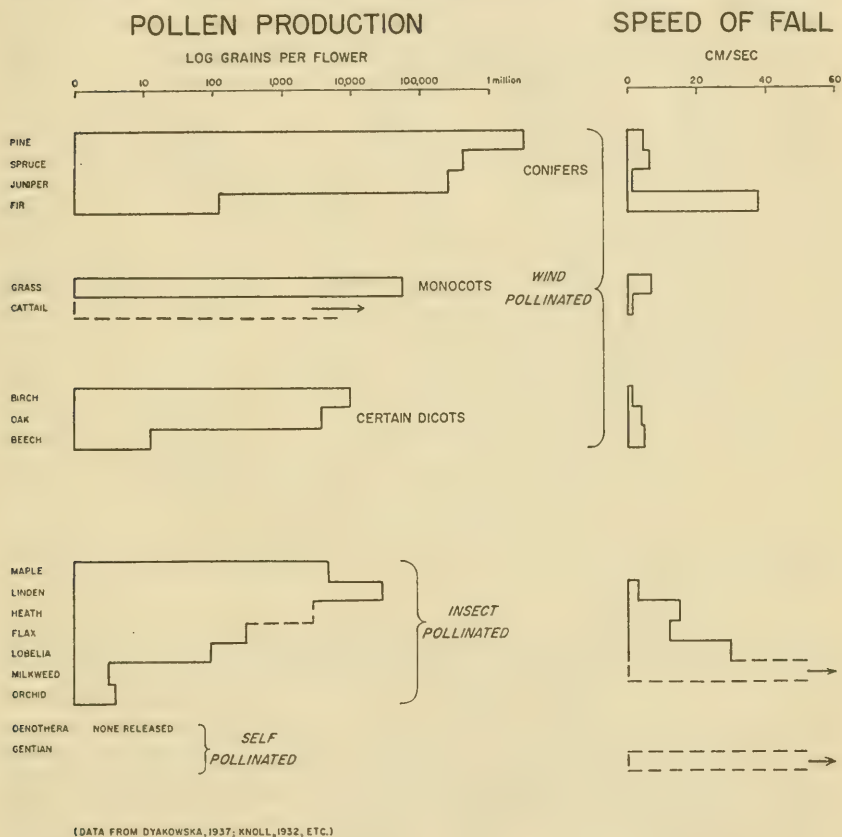 POLLEN PRODUCTION
LOG GRAINS PER FLOWER
0 10 100 1,000 10,000 100,000 1 million
SPEED OF FALL
CM/SEC
0 20 40 60
PINE
SPRUCE
JUNIPER
FIR
CONIFERS
GRASS
CATTAIL
MONOCOTS
WIND
POLLINATED
BIRCH
OAK
BEECH
CERTAIN DICOTS
MAPLE
LINDEN
HEATH
FLAX
LOBELIA
MILKWEED
ORCHID
INSECT
POLLINATED
OENOTHERA NONE RELEASED
GENTIAN
SELF
POLLINATED
(DATA FROM DYAKOWSKA, 1937; KNOLL, 1932, ETC.)